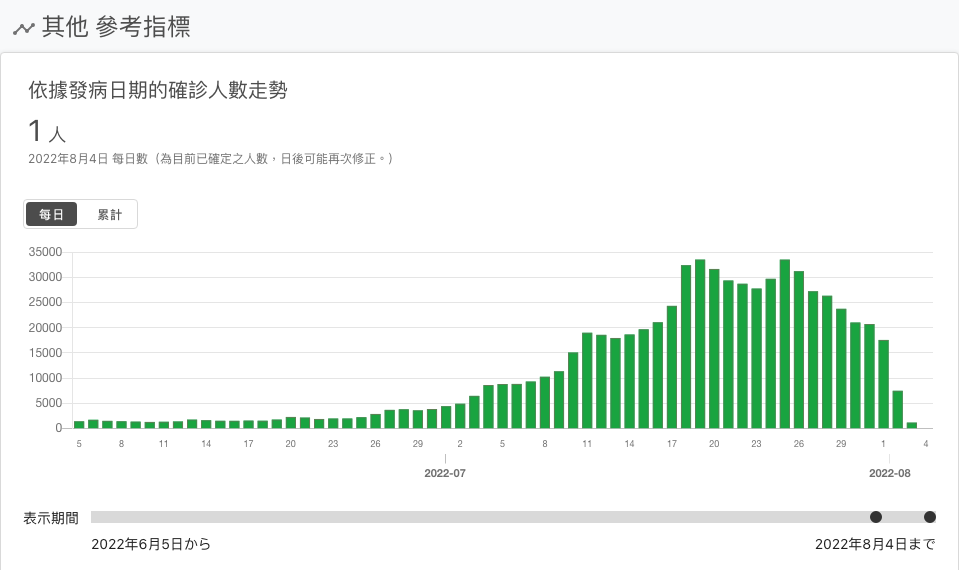 其他 參考指標
依據發病日期的確診人數走勢
1 人
2022年8月4日 每日數（為目前已確定之人數，日後可能再次修正。）
每日 累計
35000
30000
25000
20000
15000
10000
5000
0
5 8 11 14 17 20 23 26 29 2 5 8 11 14 17 20 23 26 29 1 4
2022-07 2022-08
表示期間
2022年6月5日から 2022年8月4日まで